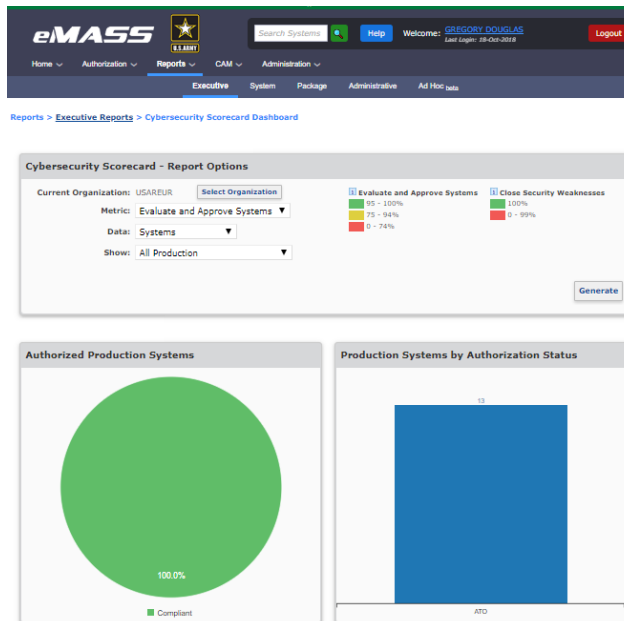 eMASS
U.S.ARMY
Search Systems
Help
Welcome: GREGORY DOUGLAS
Last Login: 18-Oct-2018
Logout
Home Authorization Reports CAM Administration
Executive System Package Administrative Ad Hoc beta
Reports > Executive Reports > Cybersecurity Scorecard Dashboard
Cybersecurity Scorecard - Report Options
Current Organization: USAREUR Select Organization
Metric: Evaluate and Approve Systems
Data: Systems
Show: All Production
Evaluate and Approve Systems
95 - 100%
75 - 94%
0 - 74%
Close Security Weaknesses
100%
0 - 99%
Generate
Authorized Production Systems
100.0%
Compliant
Production Systems by Authorization Status
13
ATO